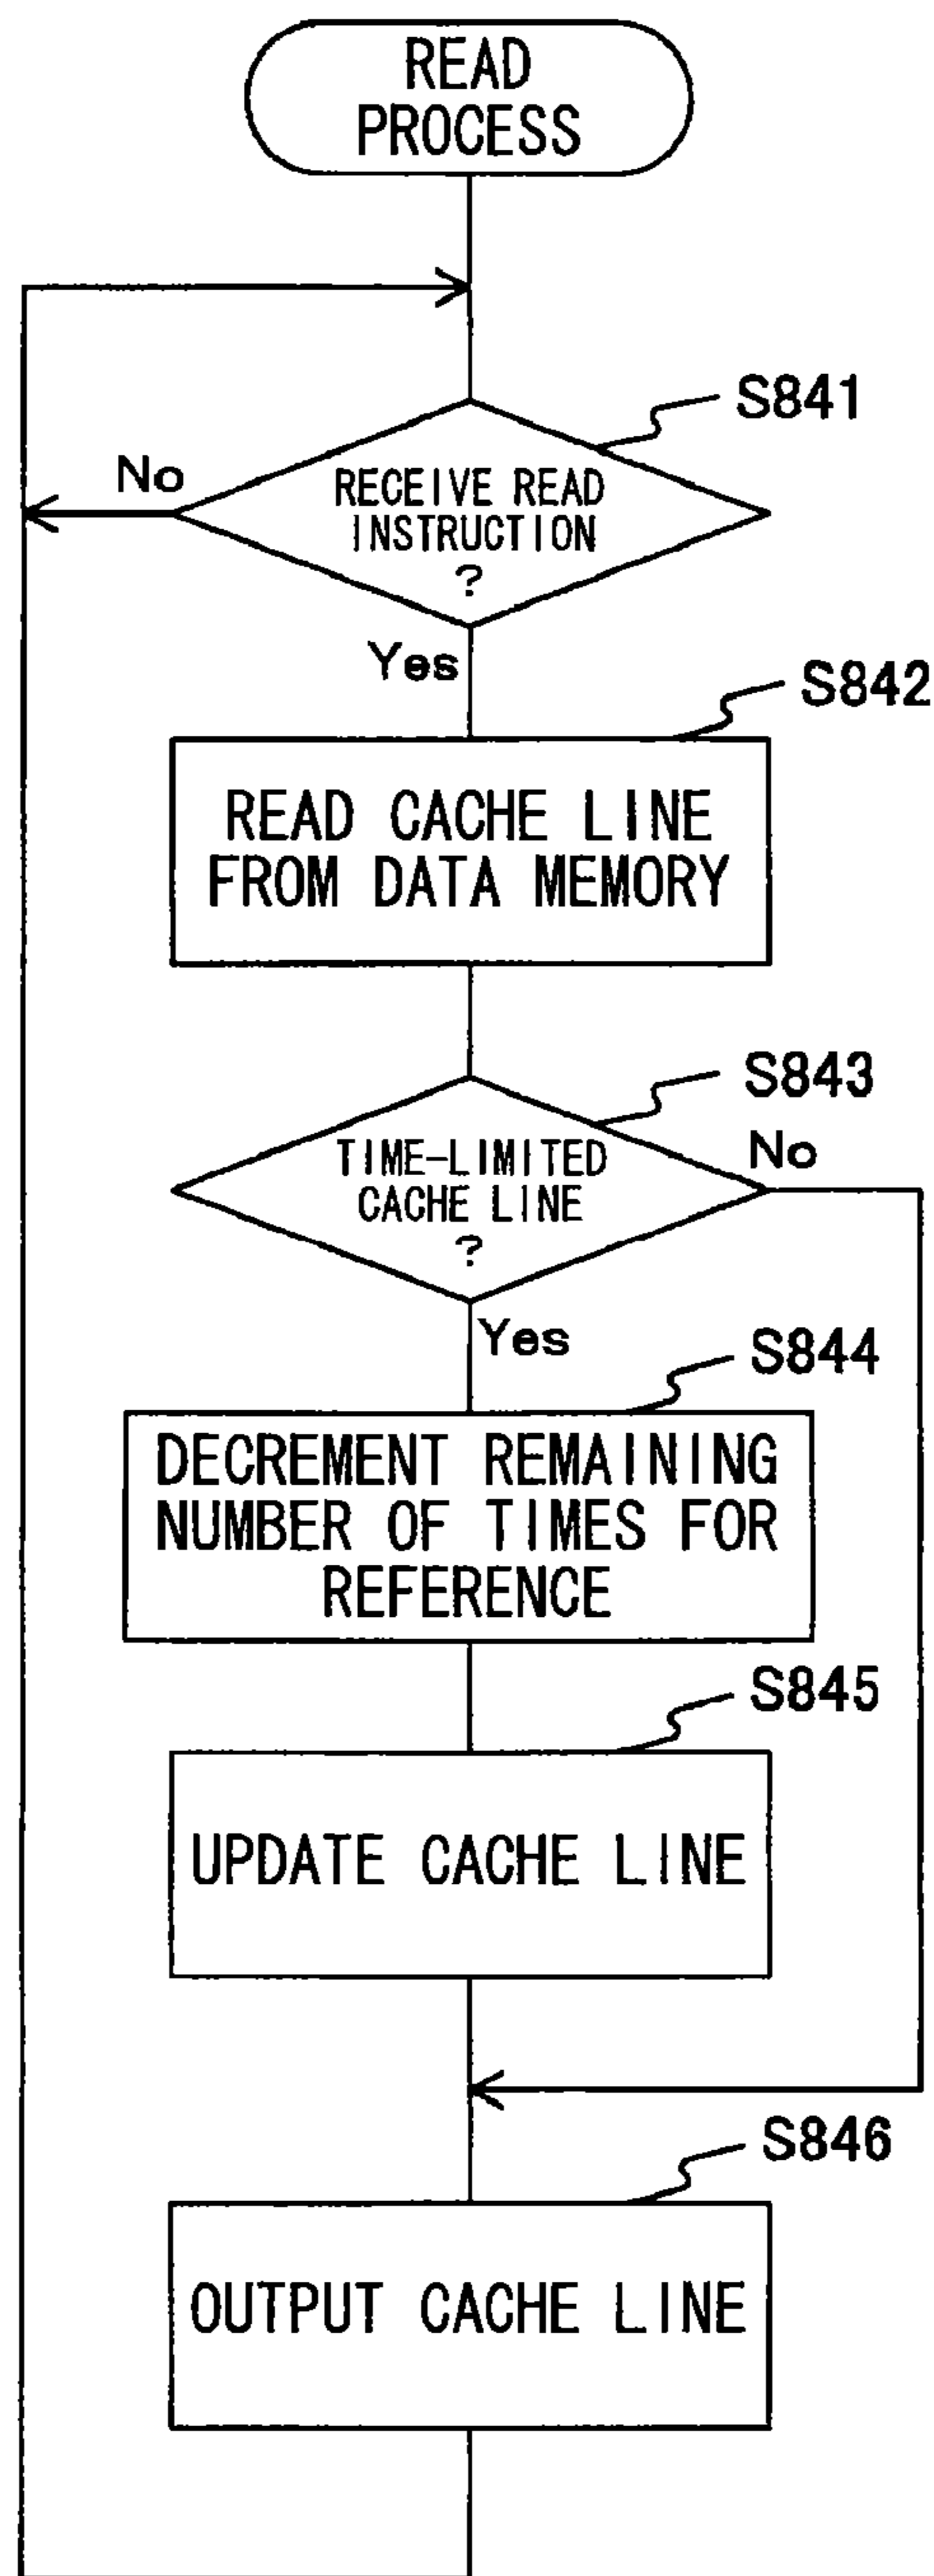 READ
PROCESS
S841
No
RECEIVE READ
INSTRUCTION
?
Yes
S842
READ CACHE LINE
FROM DATA MEMORY
S843
No
TIME-LIMITED
CACHE LINE
?
Yes
S844
DECREMENT REMAINING
NUMBER OF TIMES FOR
REFERENCE
S845
UPDATE CACHE LINE
S846
OUTPUT CACHE LINE